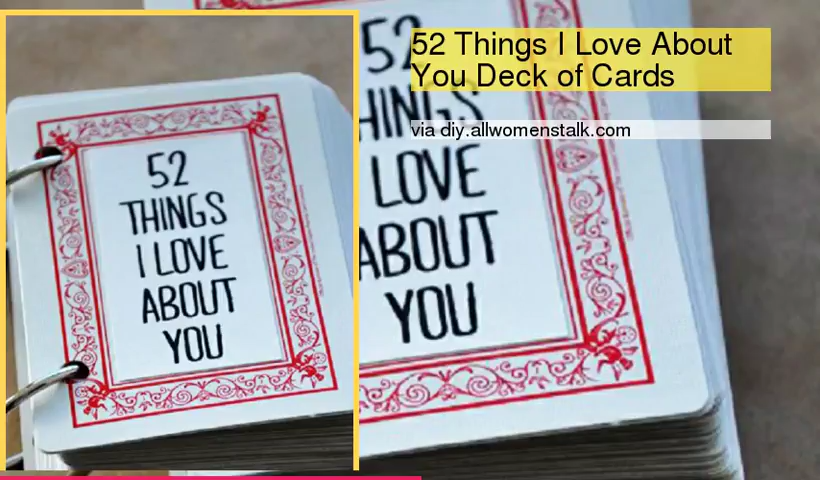 52
THINGS
I LOVE
ABOUT
YOU
52
HINGS
LOVE
ABOUT
YOU
52 Things I Love About
You Deck of Cards
via diy.allwomenstalk.com